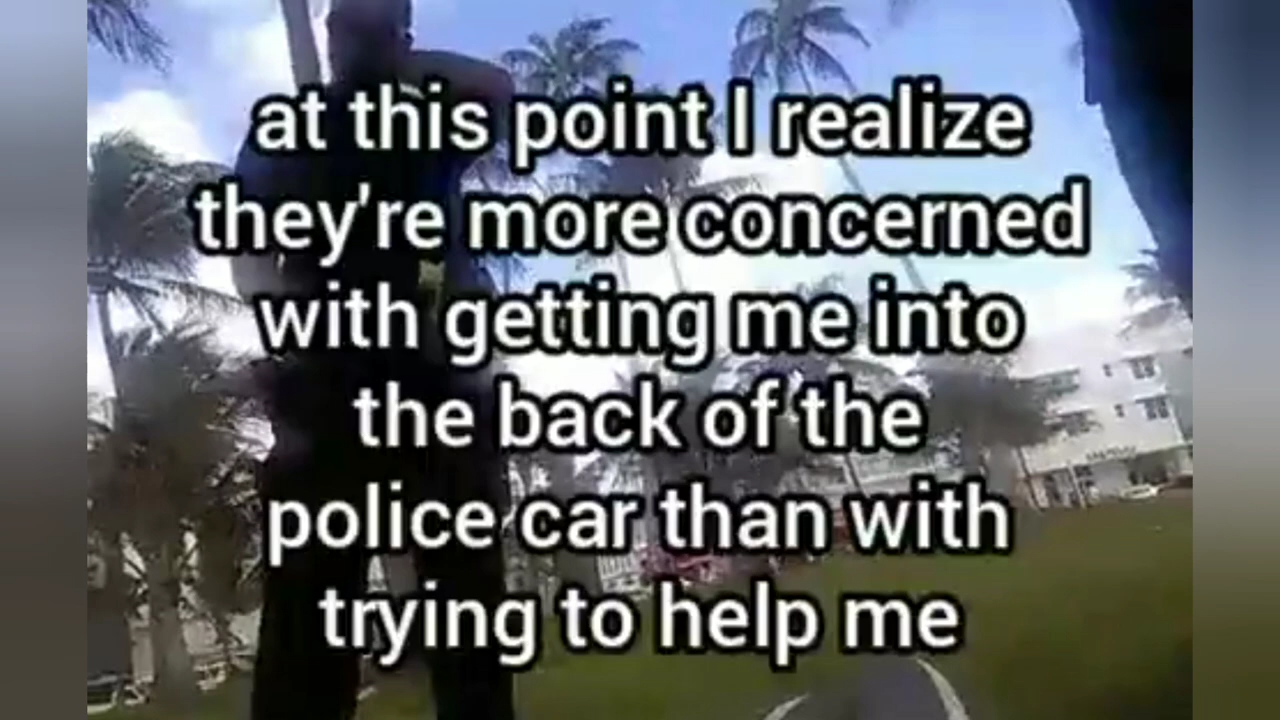 at this point I realize
they're more concerned
with getting me into
the back of the
police car than with
trying to help me